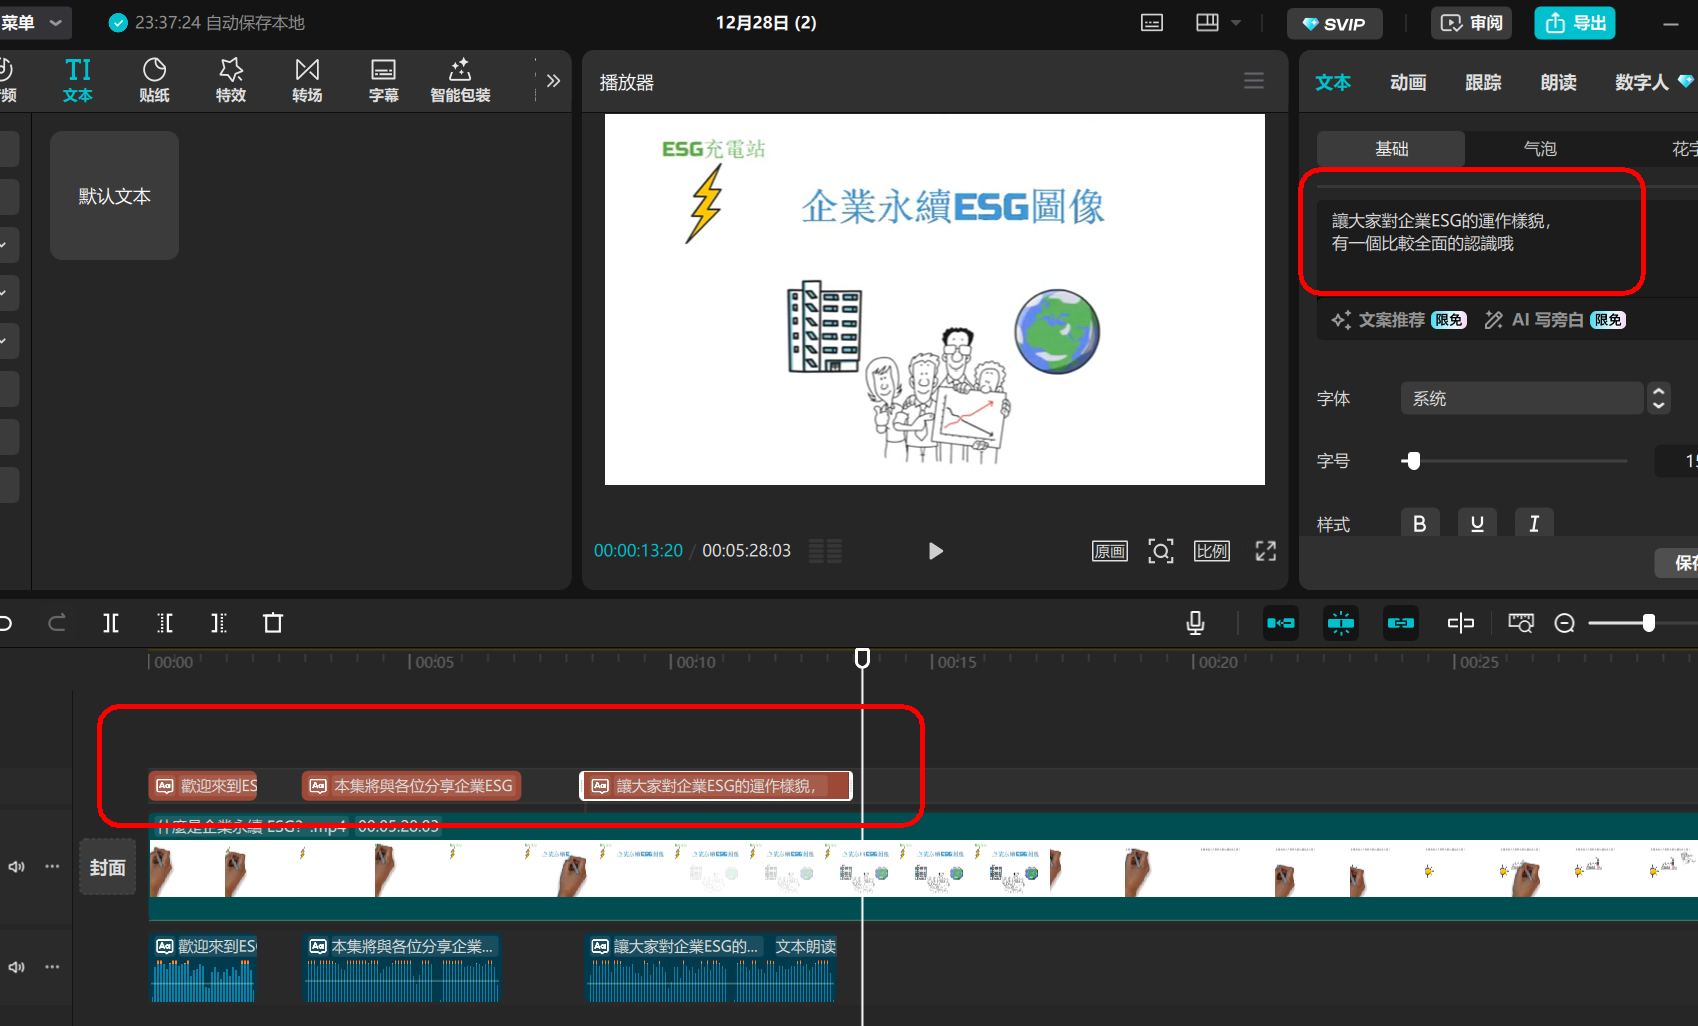 菜单
23:37:24 自动保存本地
12月28日 (2)
SVIP
审阅
导出
频
文本
贴纸
特效
转场
字幕
智能包装
默认文本
播放器
ESG充電站
企業永續ESG圖像
00:00:13:20 / 00:05:28:03
原画
比例
文本
动画
跟踪
朗读
数字人
基础
气泡
花字
讓大家對企業ESG的運作樣貌，
有一個比較全面的認識哦
文案推荐 限免
AI 写旁白 限免
字体
系统
字号
15
样式
B U I
保存
00:00
00:05
00:10
00:15
00:20
00:25
歡迎來到ES
本集將與各位分享企業ESG
讓大家對企業ESG的運作樣貌，
什麼是企業永續 ESG？.mp4 00:05:28:03
封面
歡迎來到ES
本集將與各位分享企業...
讓大家對企業ESG的...
文本朗读